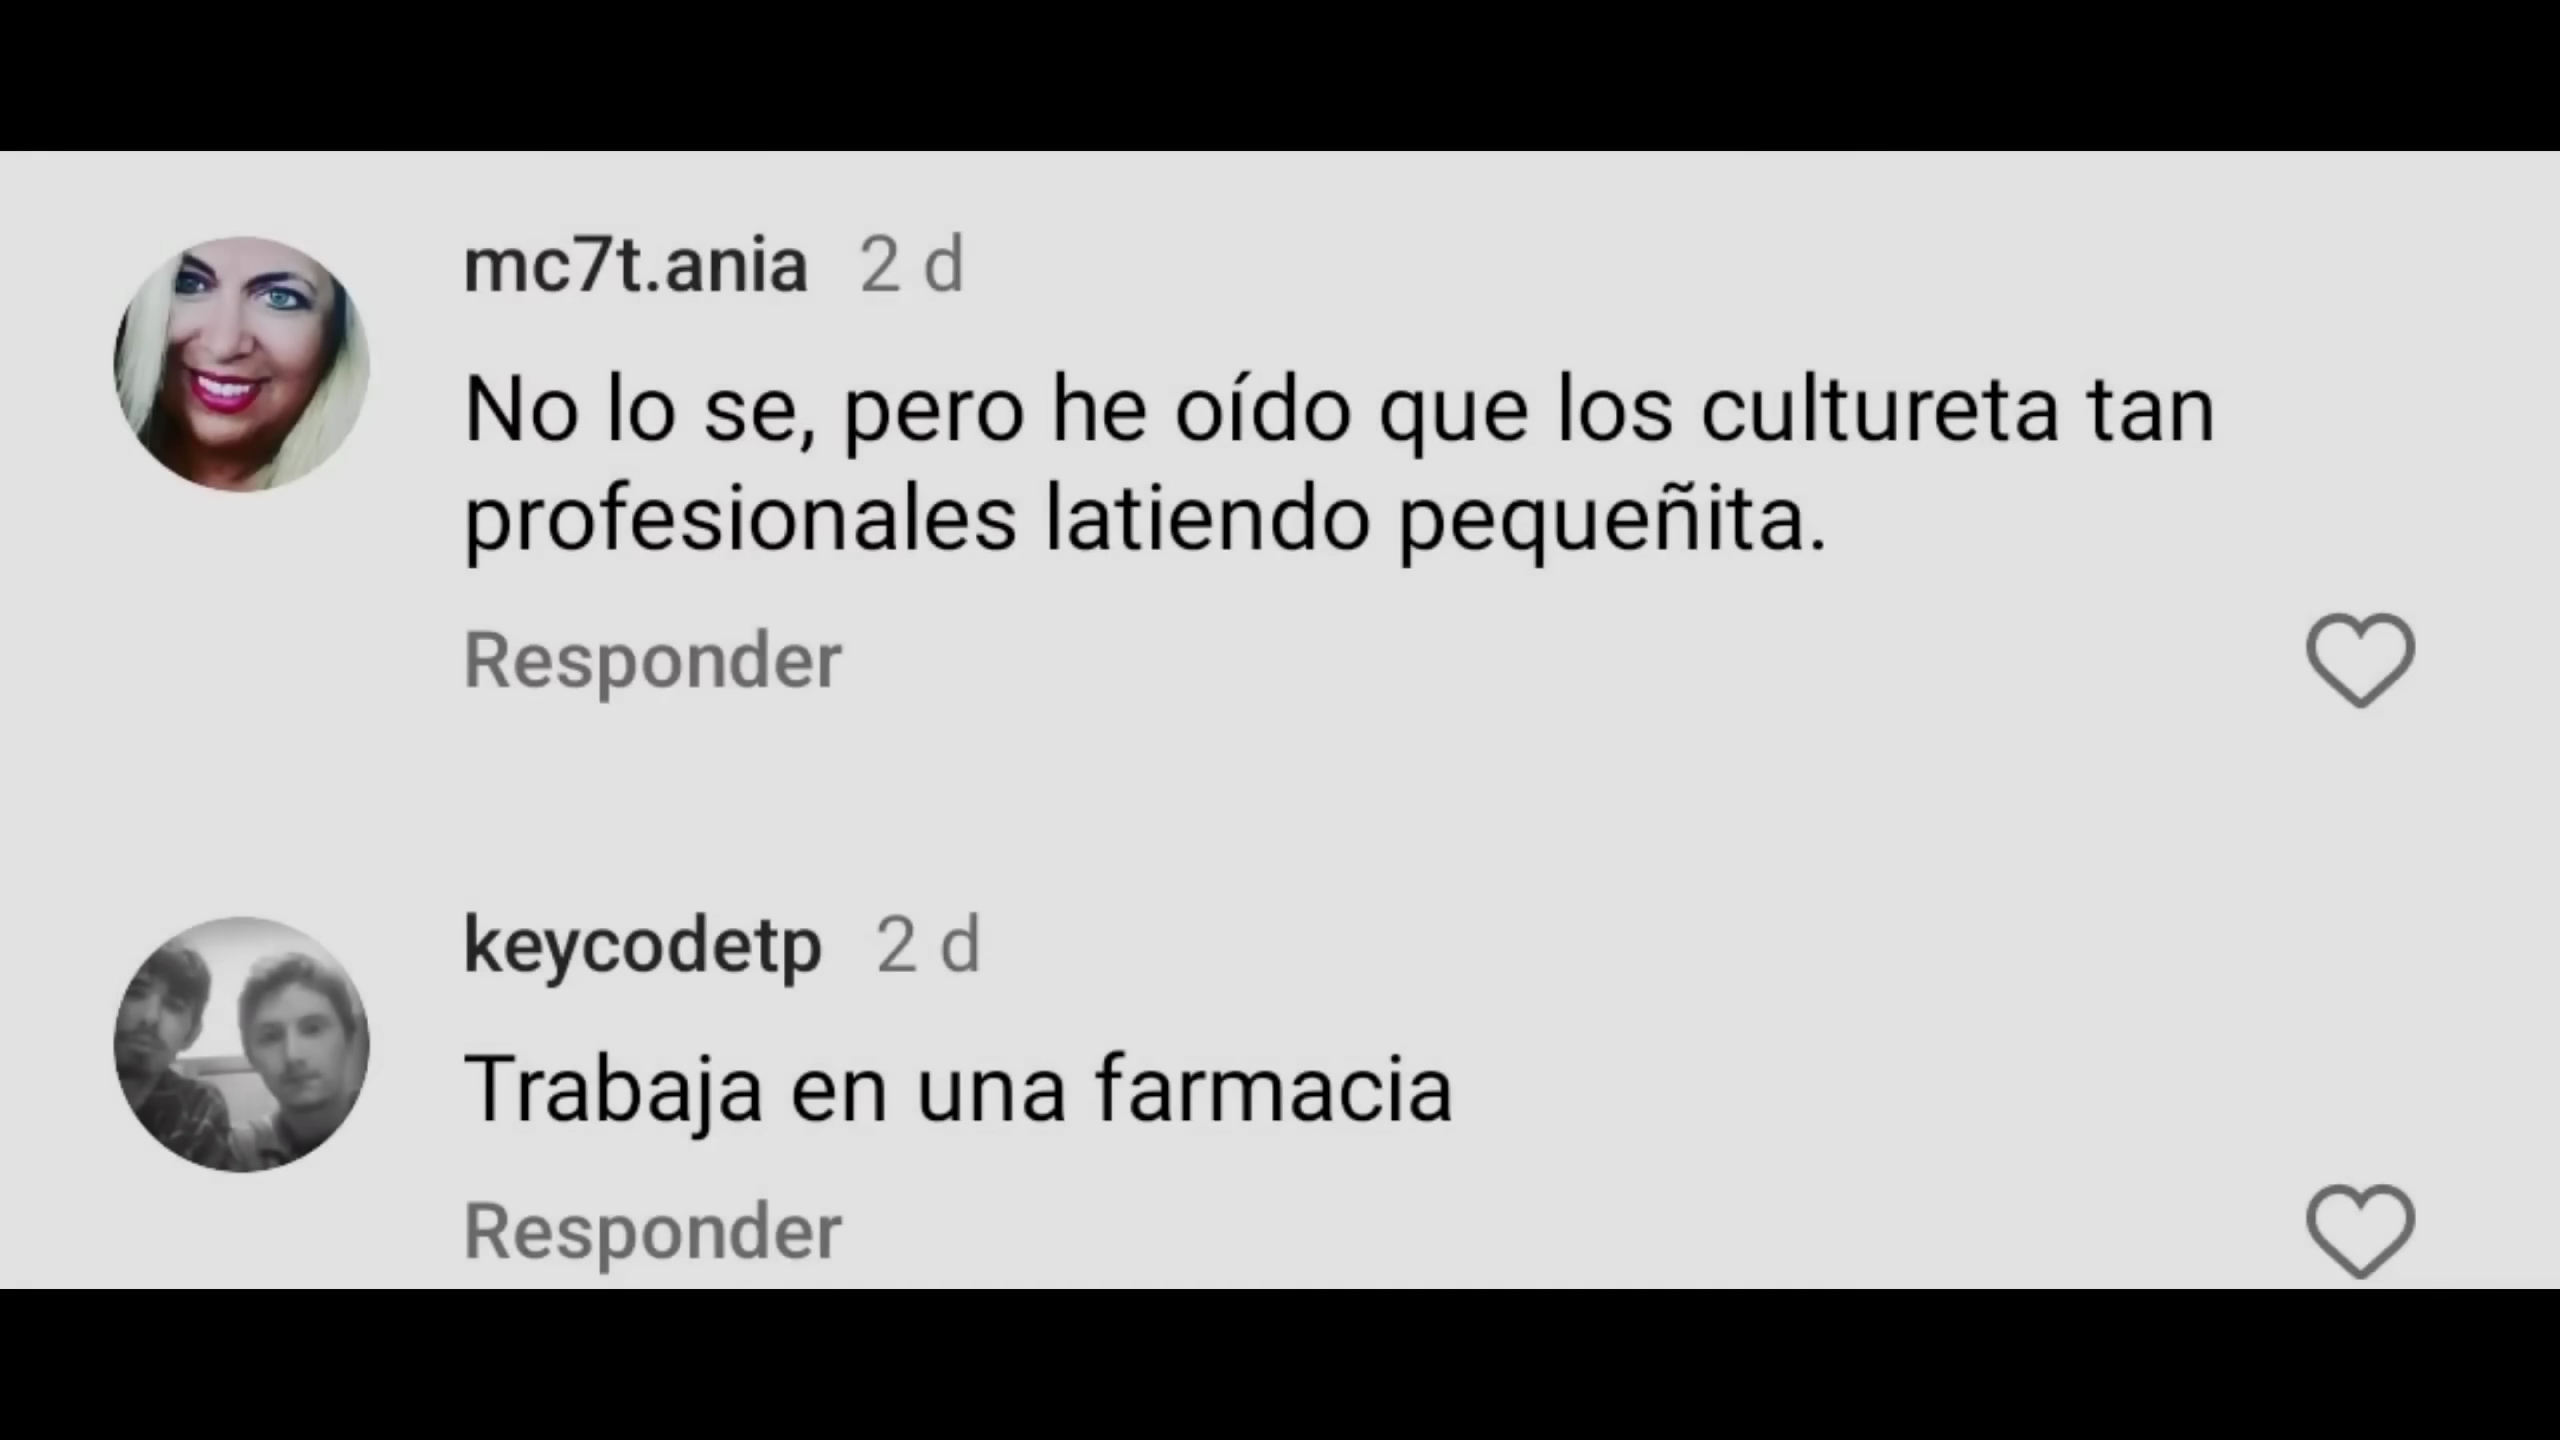 mc7t.ania 2 d
No lo se, pero he oído que los cultureta tan
profesionales latiendo pequeñita.
Responder
keycodetp 2 d
Trabaja en una farmacia
Responder